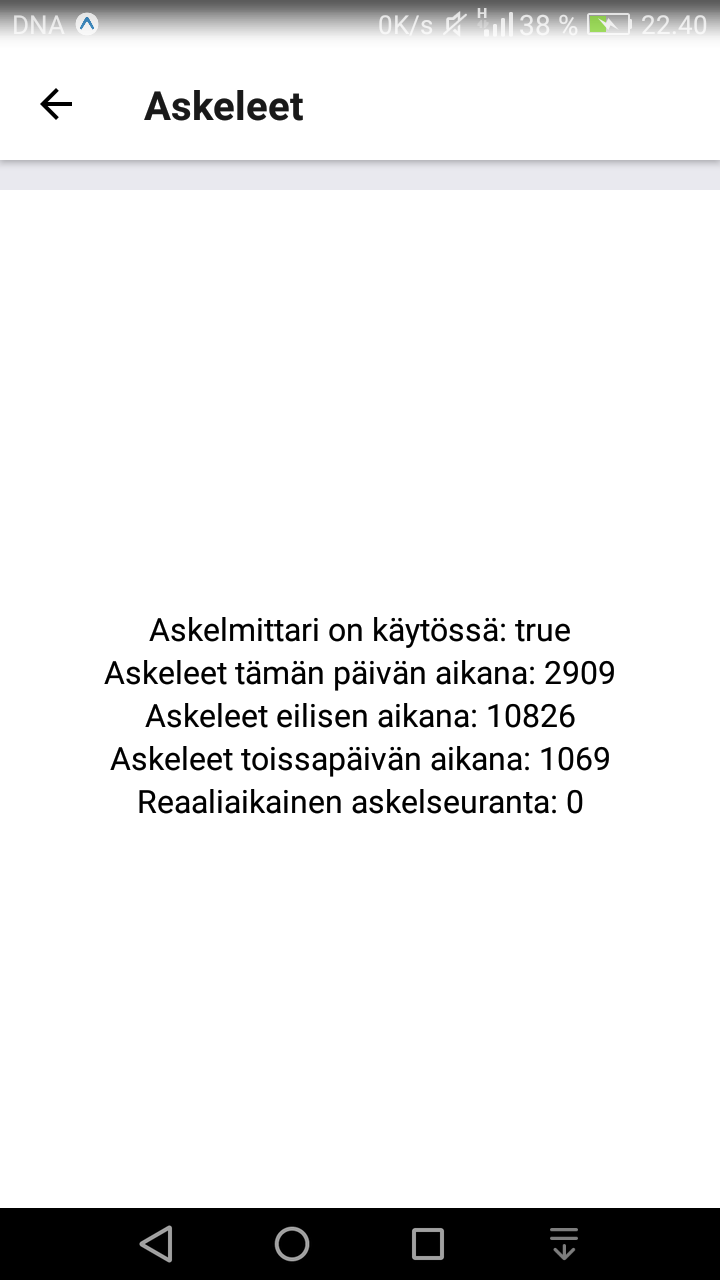 DNA 0K/s H 38 % 22.40
Askeleet
Askelmittari on käytössä: true
Askeleet tämän päivän aikana: 2909
Askeleet eilisen aikana: 10826
Askeleet toissapäivän aikana: 1069
Reaaliaikainen askelseuranta: 0